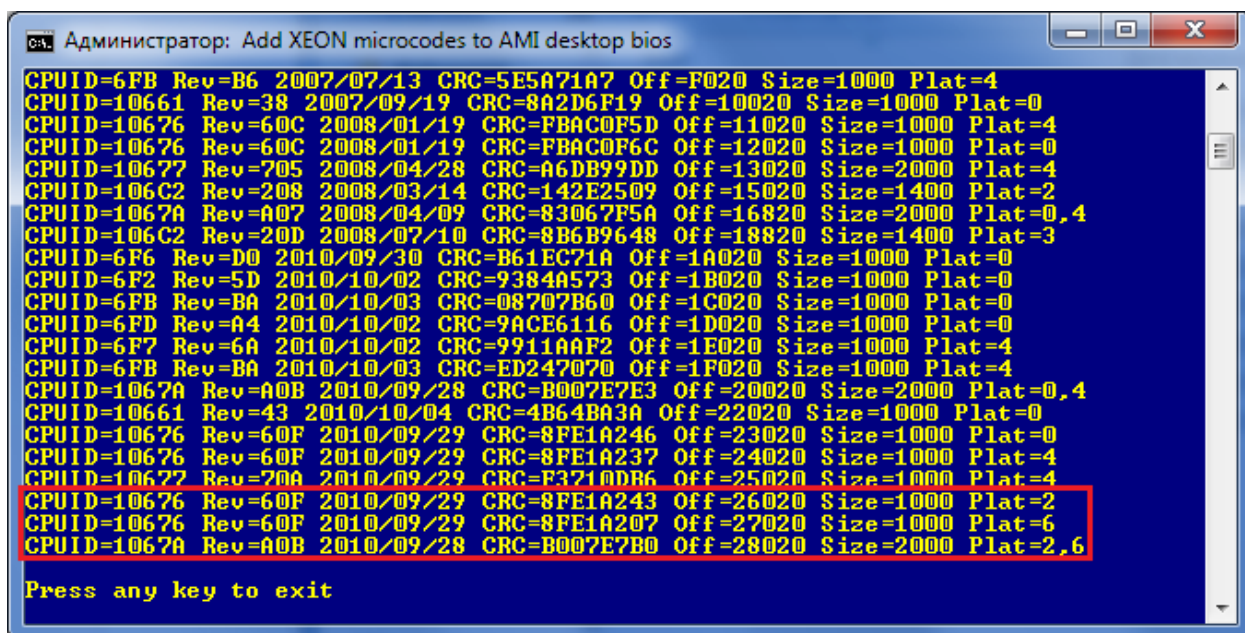 Администратор: Add XEON microcodes to AMI desktop bios
CPUID=6FB Rev=B6 2007/07/13 CRC=5E5A71A7 Off=F020 Size=1000 Plat=4
CPUID=10661 Rev=38 2007/09/19 CRC=8A2D6F19 Off=10020 Size=1000 Plat=0
CPUID=10676 Rev=60C 2008/01/19 CRC=FBAC0F5D Off=11020 Size=1000 Plat=4
CPUID=10676 Rev=60C 2008/01/19 CRC=FBAC0F6C Off=12020 Size=1000 Plat=0
CPUID=10677 Rev=705 2008/04/28 CRC=A6DB99DD Off=13020 Size=2000 Plat=4
CPUID=106C2 Rev=208 2008/03/14 CRC=142E2509 Off=15020 Size=1400 Plat=2
CPUID=1067A Rev=A07 2008/04/09 CRC=83067F5A Off=16820 Size=2000 Plat=0,4
CPUID=106C2 Rev=20D 2008/07/10 CRC=8B6B9648 Off=18820 Size=1400 Plat=3
CPUID=6F6 Rev=D0 2010/09/30 CRC=B61EC71A Off=1A020 Size=1000 Plat=0
CPUID=6F2 Rev=5D 2010/10/02 CRC=9384A573 Off=1B020 Size=1000 Plat=0
CPUID=6FB Rev=BA 2010/10/03 CRC=08707B60 Off=1C020 Size=1000 Plat=0
CPUID=6FD Rev=A4 2010/10/02 CRC=9ACE6116 Off=1D020 Size=1000 Plat=0
CPUID=6F7 Rev=6A 2010/10/02 CRC=9911AAF2 Off=1E020 Size=1000 Plat=4
CPUID=6FB Rev=BA 2010/10/03 CRC=ED247070 Off=1F020 Size=1000 Plat=4
CPUID=1067A Rev=A0B 2010/09/28 CRC=B007E7E3 Off=20020 Size=2000 Plat=0,4
CPUID=10661 Rev=43 2010/10/04 CRC=4B64BA3A Off=22020 Size=1000 Plat=0
CPUID=10676 Rev=60F 2010/09/29 CRC=8FE1A246 Off=23020 Size=1000 Plat=0
CPUID=10676 Rev=60F 2010/09/29 CRC=8FE1A237 Off=24020 Size=1000 Plat=4
CPUID=10677 Rev=70A 2010/09/29 CRC=F3710DB6 Off=25020 Size=1000 Plat=4
CPUID=10676 Rev=60F 2010/09/29 CRC=8FE1A243 Off=26020 Size=1000 Plat=2
CPUID=10676 Rev=60F 2010/09/29 CRC=8FE1A207 Off=27020 Size=1000 Plat=6
CPUID=1067A Rev=A0B 2010/09/28 CRC=B007E7B0 Off=28020 Size=2000 Plat=2,6
Press any key to exit